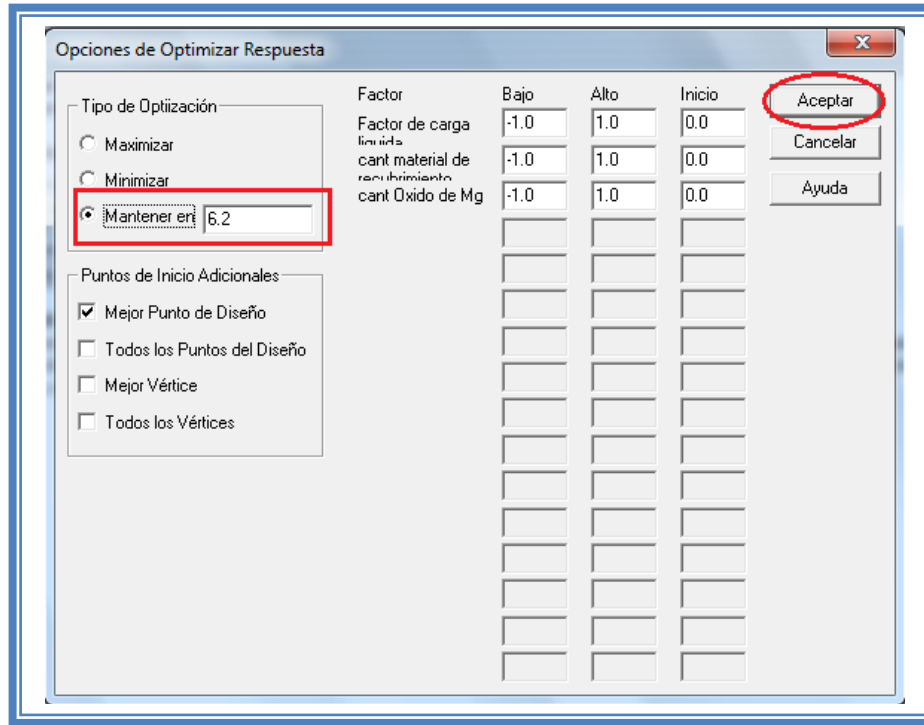 Opciones de Optimizar Respuesta
X
Tipo de Optiización
Maximizar
Minimizar
Mantener en 6.2
Puntos de Inicio Adicionales
Mejor Punto de Diseño
Todos los Puntos del Diseño
Mejor Vértice
Todos los Vértices
Factor Bajo Alto Inicio
Factor de carga -1.0 1.0 0.0
liquida
cant material de -1.0 1.0 0.0
recubrimiento
cant Oxido de Mg -1.0 1.0 0.0
Aceptar
Cancelar
Ayuda